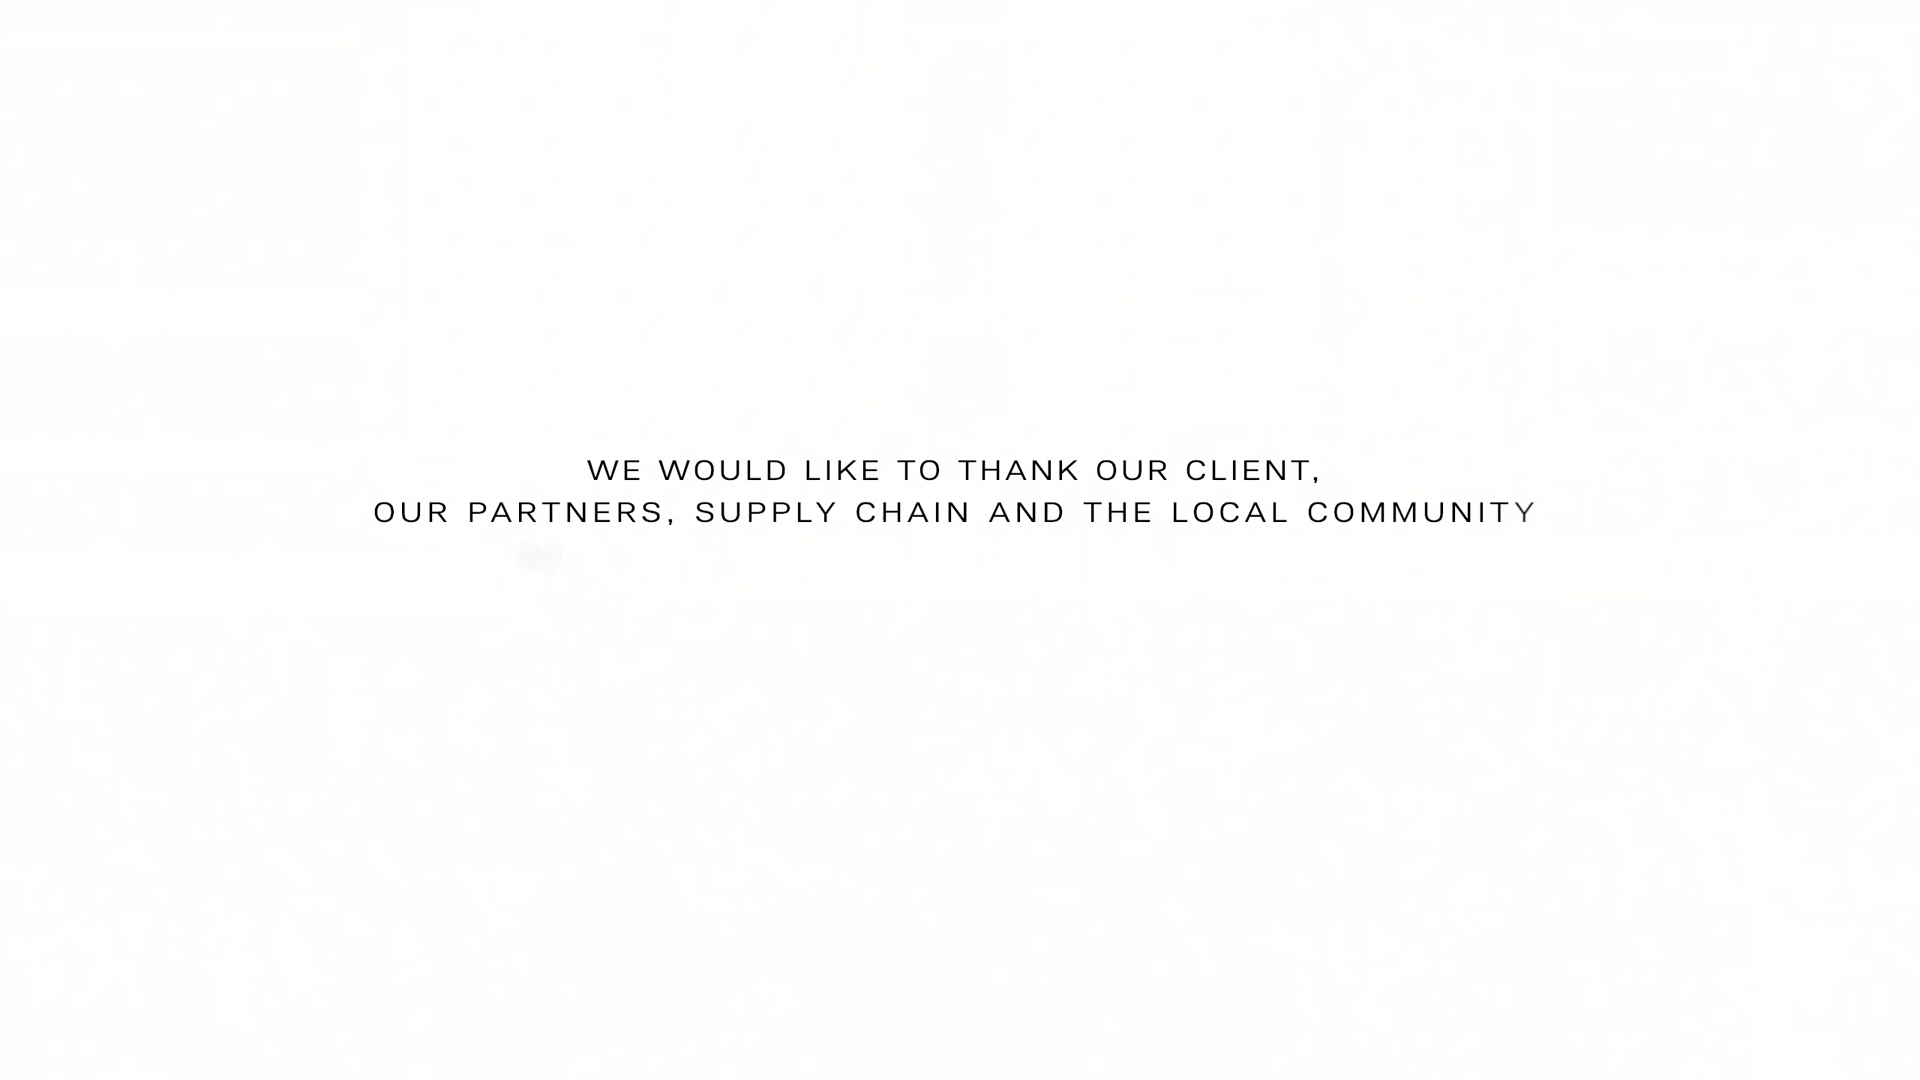 WE WOULD LIKE TO THANK OUR CLIENT,
OUR PARTNERS, SUPPLY CHAIN AND THE LOCAL COMMUNITY